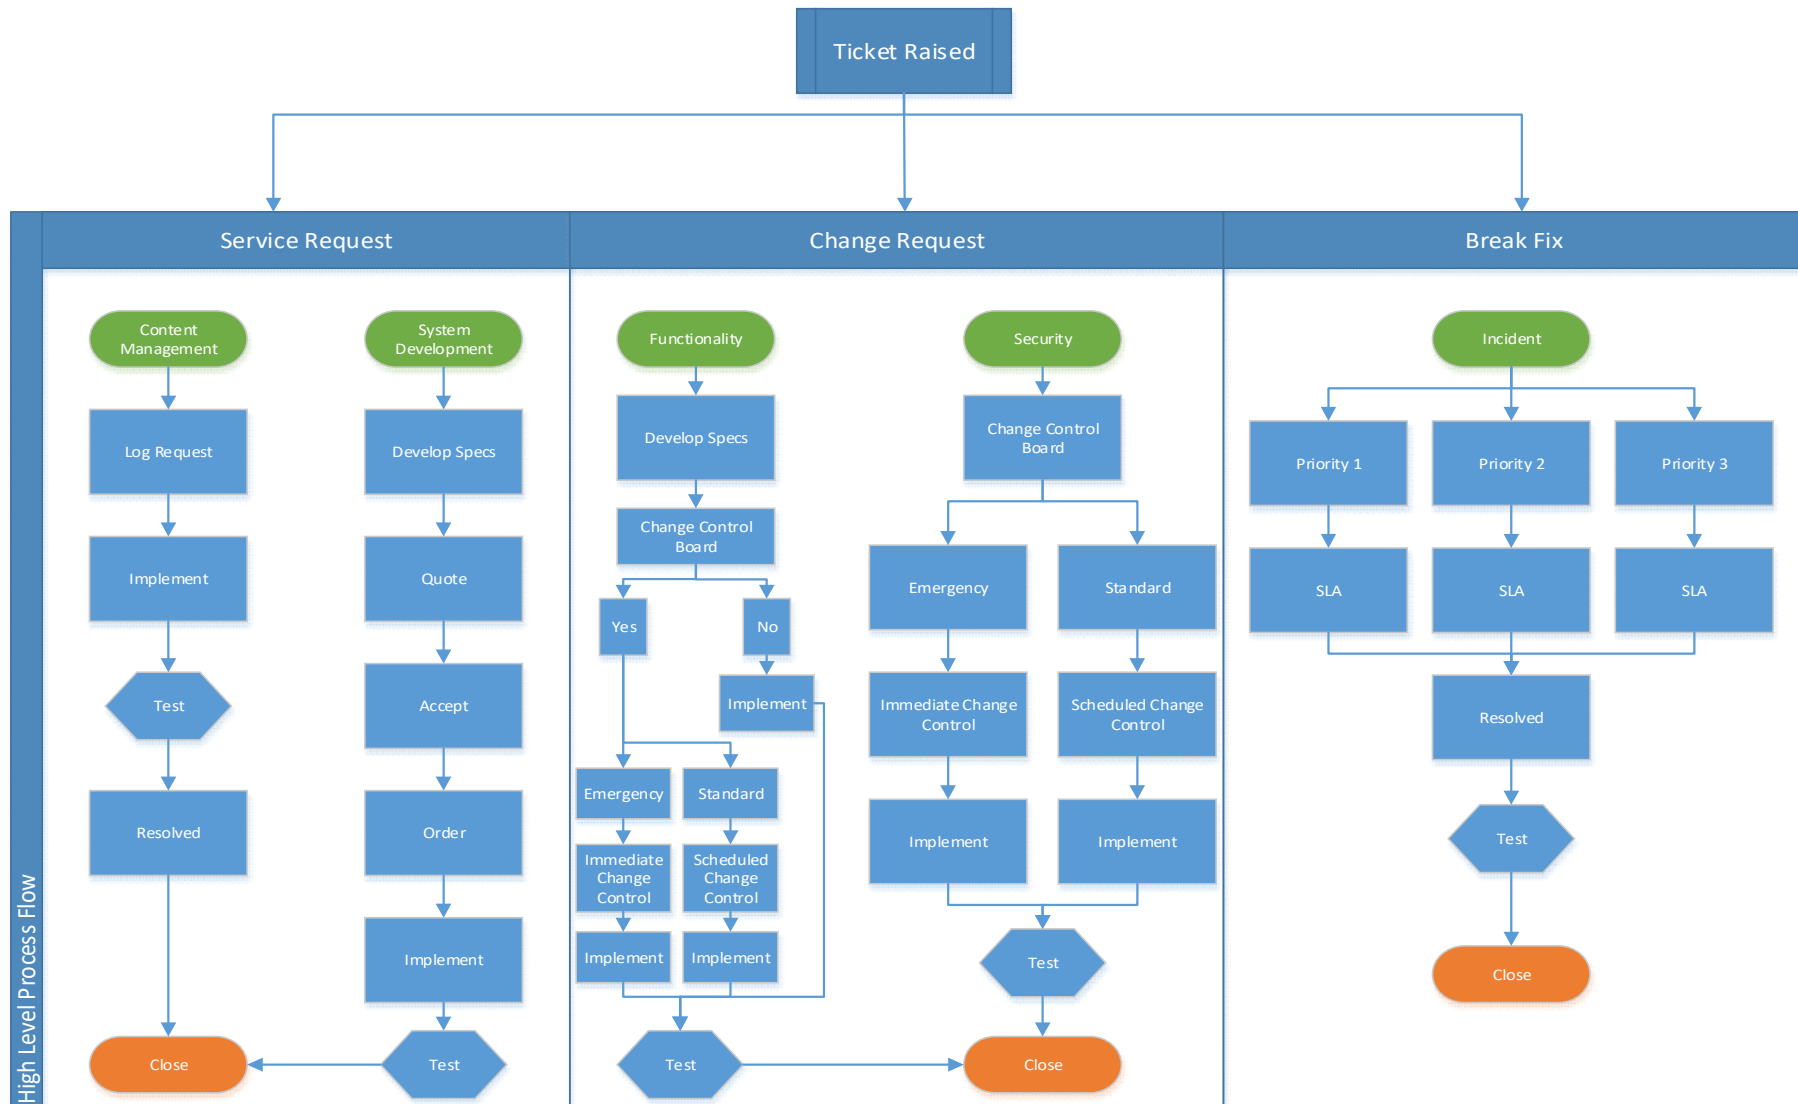 Ticket Raised
Service Request
Change Request
Break Fix
High Level Process Flow
Content
Management
Log Request
Implement
Test
Resolved
Close
System
Development
Develop Specs
Quote
Accept
Order
Implement
Test
Functionality
Develop Specs
Change Control
Board
Yes
No
Implement
Emergency
Standard
Immediate
Change
Control
Scheduled
Change
Control
Implement
Implement
Test
Security
Change Control
Board
Emergency
Standard
Immediate Change
Control
Scheduled Change
Control
Implement
Implement
Test
Close
Incident
Priority 1
Priority 2
Priority 3
SLA
SLA
SLA
Resolved
Test
Close